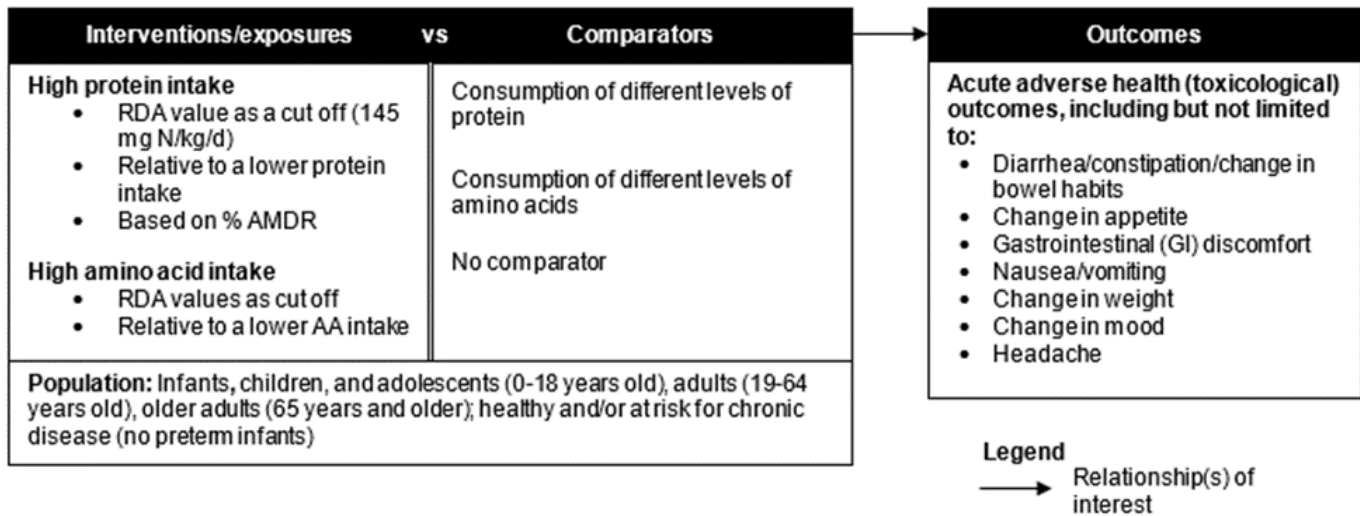 Interventions/exposures vs Comparators
High protein intake
• RDA value as a cut off (145
mg N/kg/d)
• Relative to a lower protein
intake
• Based on % AMDR
High amino acid intake
• RDA values as cut off
• Relative to a lower AA intake
Consumption of different levels of
protein
Consumption of different levels of
amino acids
No comparator
Population: Infants, children, and adolescents (0-18 years old), adults (19-64
years old), older adults (65 years and older); healthy and/or at risk for chronic
disease (no preterm infants)
Outcomes
Acute adverse health (toxicological)
outcomes, including but not limited
to:
• Diarrhea/constipation/change in
bowel habits
• Change in appetite
• Gastrointestinal (GI) discomfort
• Nausea/vomiting
• Change in weight
• Change in mood
• Headache
Legend
Relationship(s) of
interest